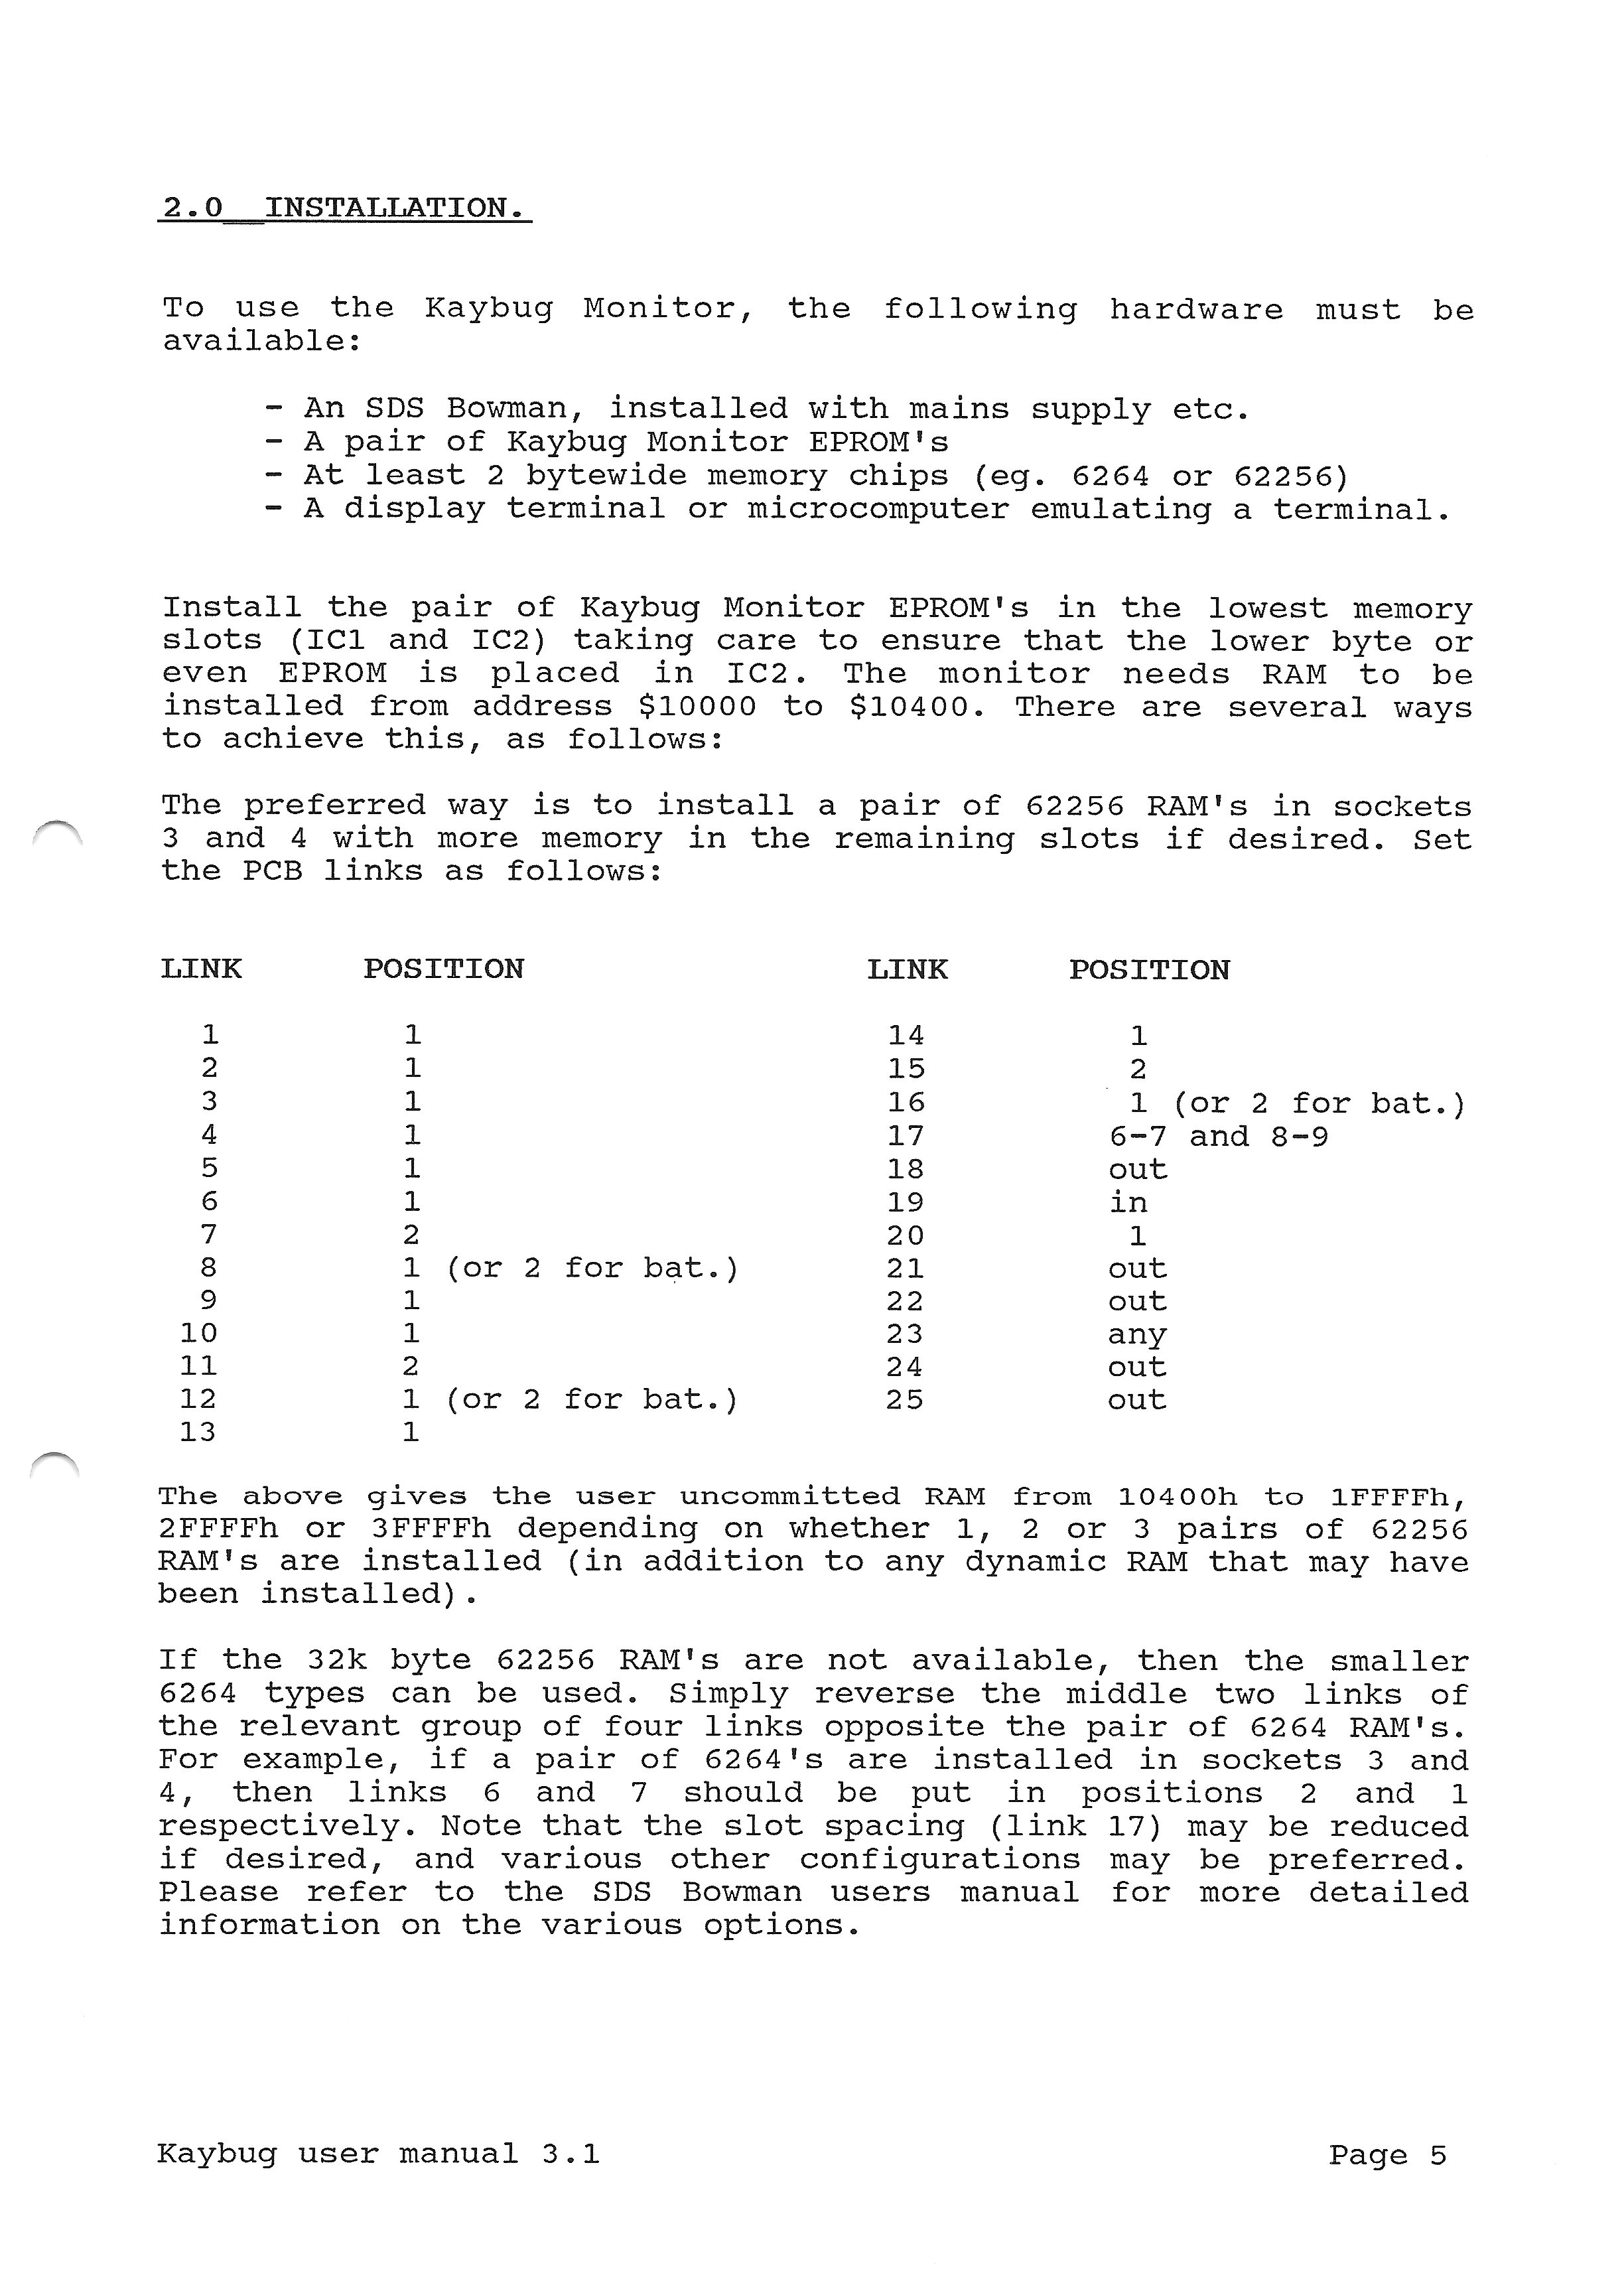 2.0 INSTALLATION.
To use the Kaybug Monitor, the following hardware must be
available:
- An SDS Bowman, installed with mains supply etc.
- A pair of Kaybug Monitor EPROM's
- At least 2 bytewide memory chips (eg. 6264 or 62256)
- A display terminal or microcomputer emulating a terminal.
Install the pair of Kaybug Monitor EPROM's in the lowest memory
slots (IC1 and IC2) taking care to ensure that the lower byte or
even EPROM is placed in IC2. The monitor needs RAM to be
installed from address $10000 to $10400. There are several ways
to achieve this, as follows:
The preferred way is to install a pair of 62256 RAM's in sockets
3 and 4 with more memory in the remaining slots if desired. Set
the PCB links as follows:
LINK POSITION LINK POSITION
1 1 14 1
2 1 15 2
3 1 16 1 (or 2 for bat.)
4 1 17 6-7 and 8-9
5 1 18 out
6 1 19 in
7 2 20 1
8 1 (or 2 for bat.) 21 out
9 1 22 out
10 1 23 any
11 2 24 out
12 1 (or 2 for bat.) 25 out
13 1
The above gives the user uncommitted RAM from 10400h to 1FFFFh,
2FFFFh or 3FFFFh depending on whether 1, 2 or 3 pairs of 62256
RAM's are installed (in addition to any dynamic RAM that may have
been installed).
If the 32k byte 62256 RAM's are not available, then the smaller
6264 types can be used. Simply reverse the middle two links of
the relevant group of four links opposite the pair of 6264 RAM's.
For example, if a pair of 6264's are installed in sockets 3 and
4, then links 6 and 7 should be put in positions 2 and 1
respectively. Note that the slot spacing (link 17) may be reduced
if desired, and various other configurations may be preferred.
Please refer to the SDS Bowman users manual for more detailed
information on the various options.
Kaybug user manual 3.1 Page 5